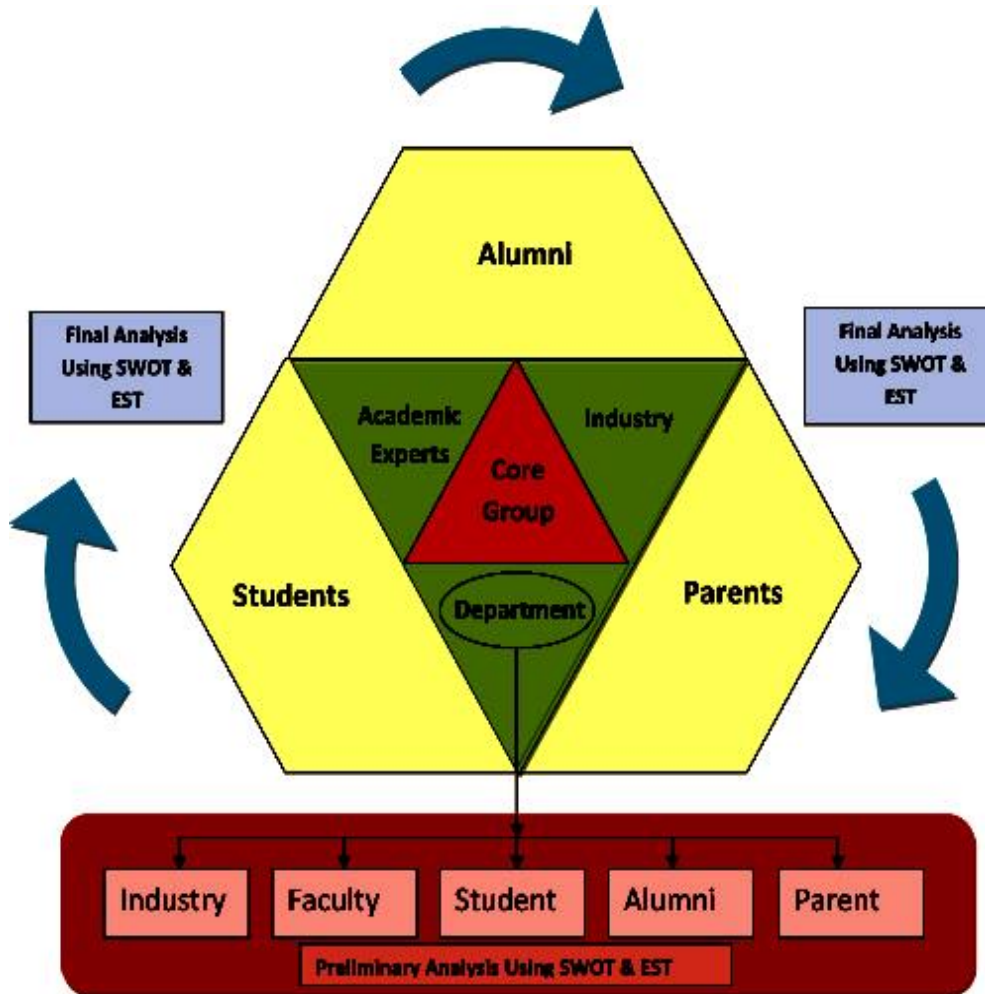 Alumni
Final Analysis
Using SWOT &
EST
Final Analysis
Using SWOT &
EST
Academic
Experts
Industry
Core
Group
Students
Department
Parents
Industry
Faculty
Student
Alumni
Parent
Preliminary Analysis Using SWOT & EST